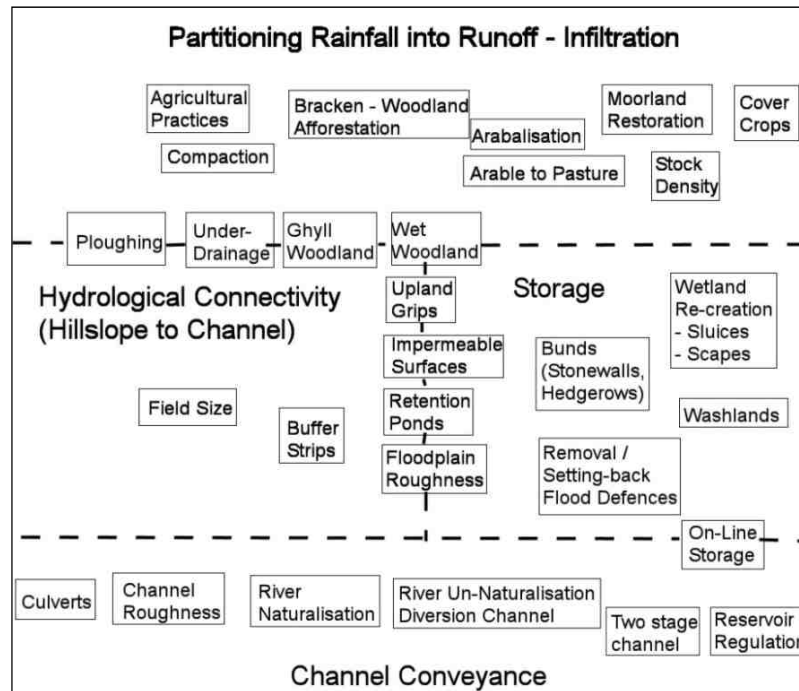 Partitioning Rainfall into Runoff - Infiltration
Agricultural
Practices
Bracken - Woodland
Afforestation
Moorland
Restoration
Cover
Crops
Arabalisation
Compaction
Arable to Pasture
Stock
Density
Ploughing
Under-
Drainage
Ghyll
Woodland
Wet
Woodland
Hydrological Connectivity
(Hillslope to Channel)
Upland
Grips
Impermeable
Surfaces
Retention
Ponds
Floodplain
Roughness
Field Size
Buffer
Strips
Storage
Wetland
Re-creation
- Sluices
- Scapes
Bunds
(Stonewalls,
Hedgerows)
Washlands
Removal /
Setting-back
Flood Defences
On-Line
Storage
Culverts
Channel
Roughness
River
Naturalisation
River Un-Naturalisation
Diversion Channel
Two stage
channel
Reservoir
Regulation
Channel Conveyance